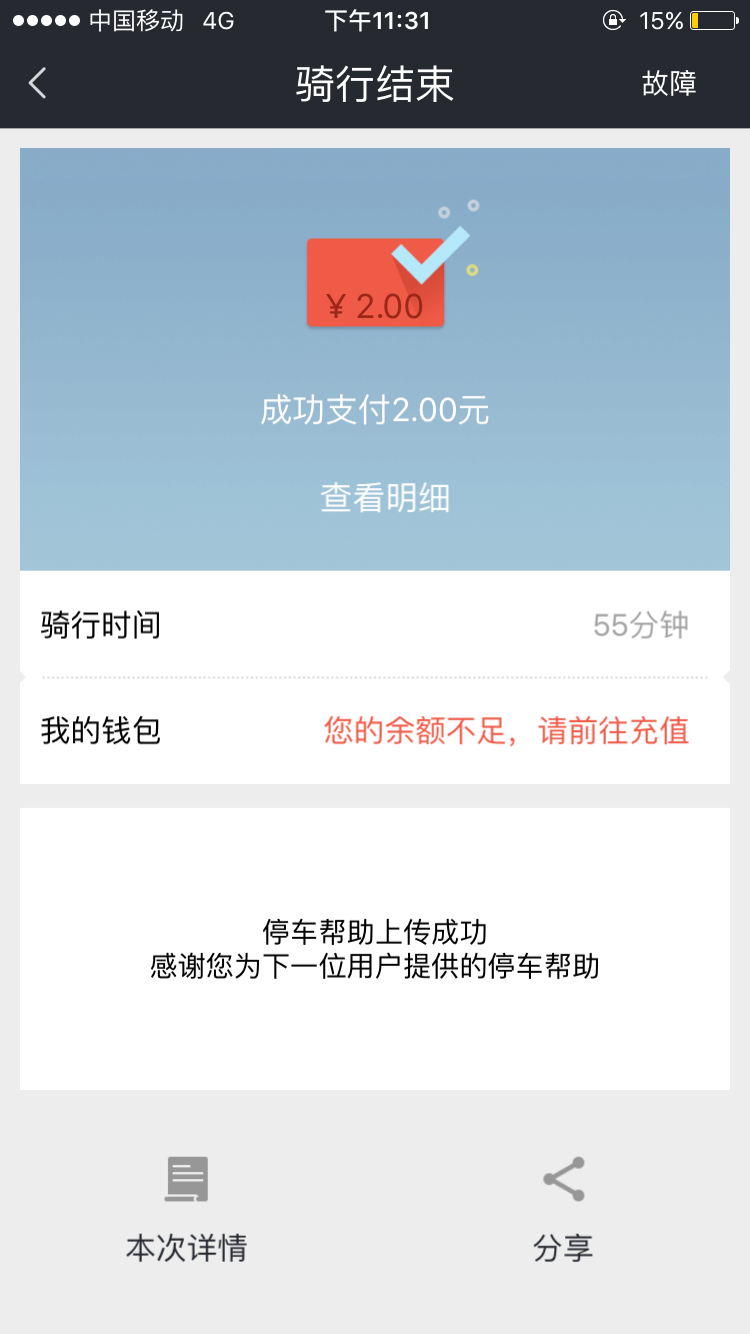 中国移动 4G 下午11:31 15%
骑行结束 故障
¥ 2.00
成功支付2.00元
查看明细
骑行时间 55分钟
我的钱包 您的余额不足，请前往充值
停车帮助上传成功
感谢您为下一位用户提供的停车帮助
本次详情 分享